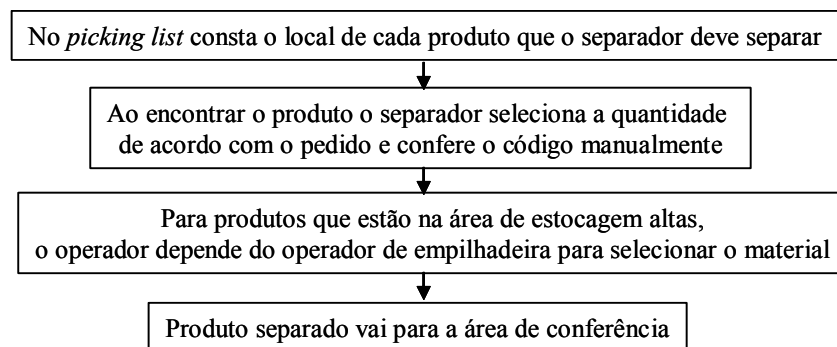 No picking list consta o local de cada produto que o separador deve separar
Ao encontrar o produto o separador seleciona a quantidade
de acordo com o pedido e confere o código manualmente
Para produtos que estão na área de estocagem altas,
o operador depende do operador de empilhadeira para selecionar o material
Produto separado vai para a área de conferência